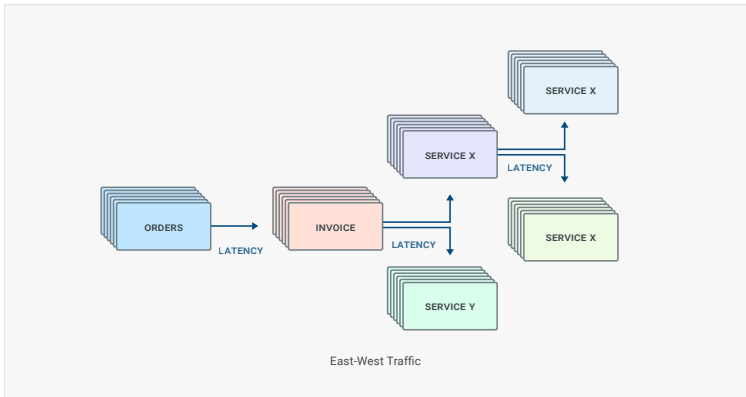 SERVICE X
SERVICE X
LATENCY
ORDERS
INVOICE
SERVICE X
LATENCY
LATENCY
SERVICE Y
East-West Traffic